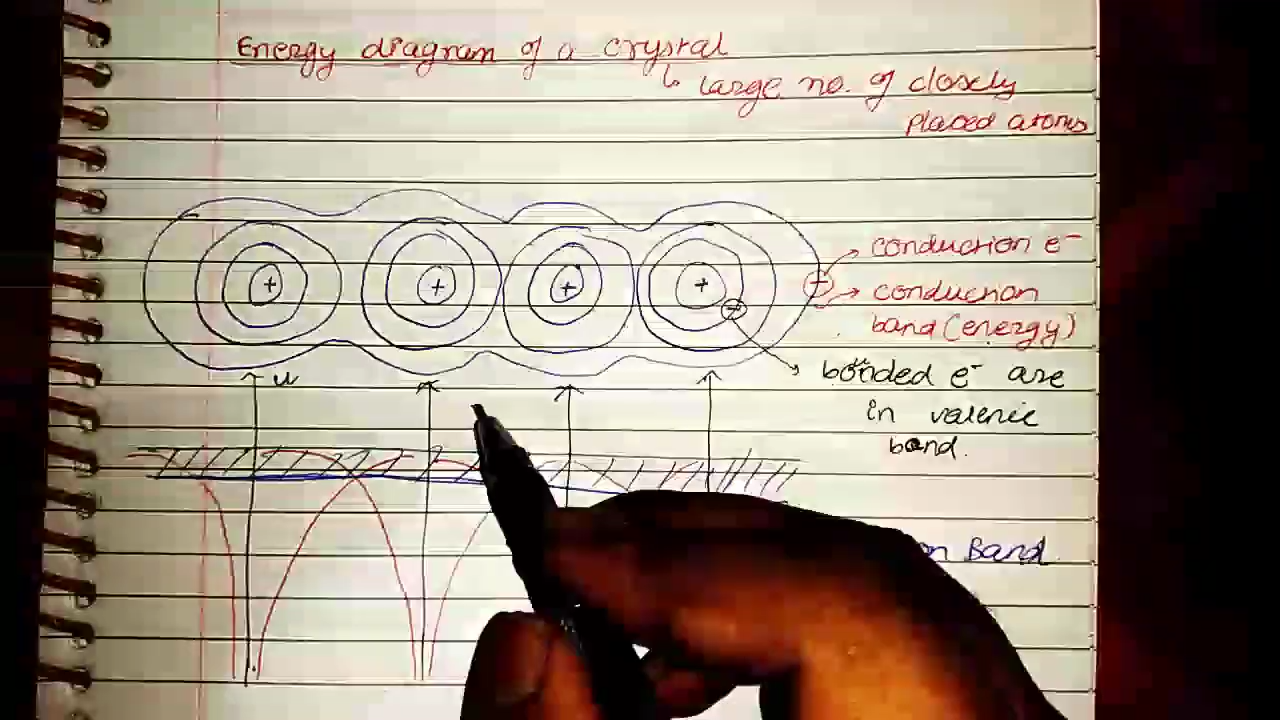 Energy diagram of a crystal
↳ large no. of closely
placed atoms
+ + + +
conduction e⁻
conduction
band (energy)
bonded e⁻ are
in valenic
band.
u
Band